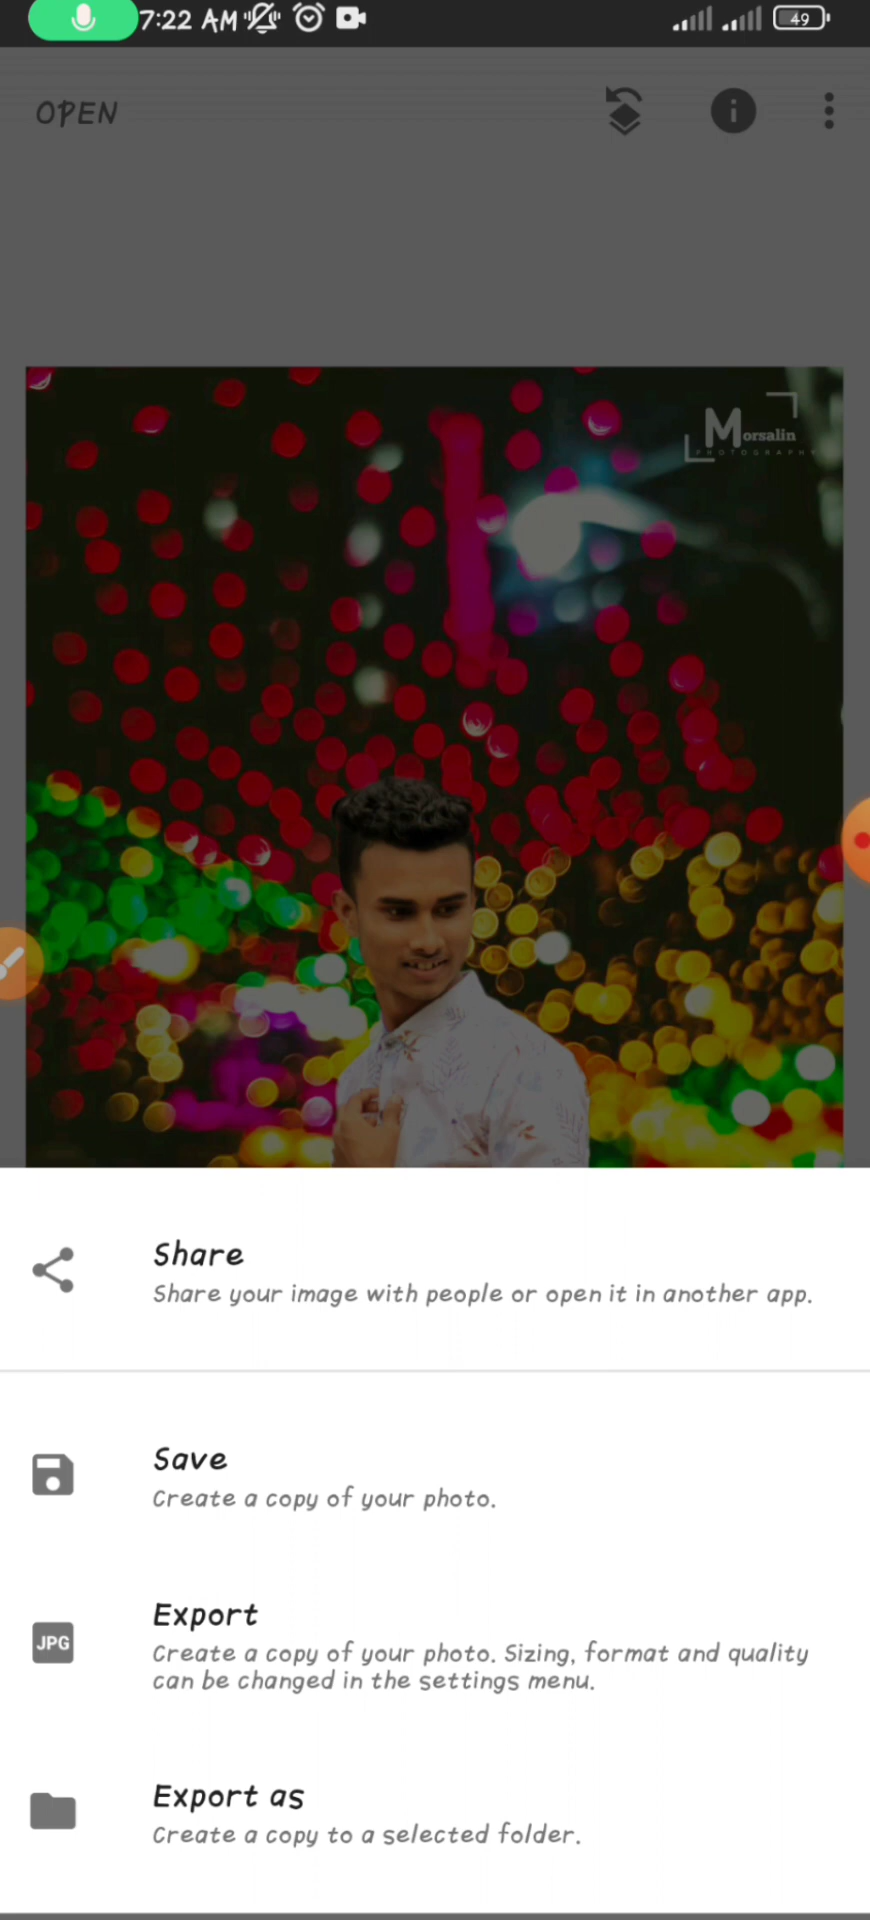 7:22 AM
49
OPEN
Morsalin
PHOTOGRAPHY
Share
Share your image with people or open it in another app.
Save
Create a copy of your photo.
JPG
Export
Create a copy of your photo. Sizing, format and quality
can be changed in the settings menu.
Export as
Create a copy to a selected folder.